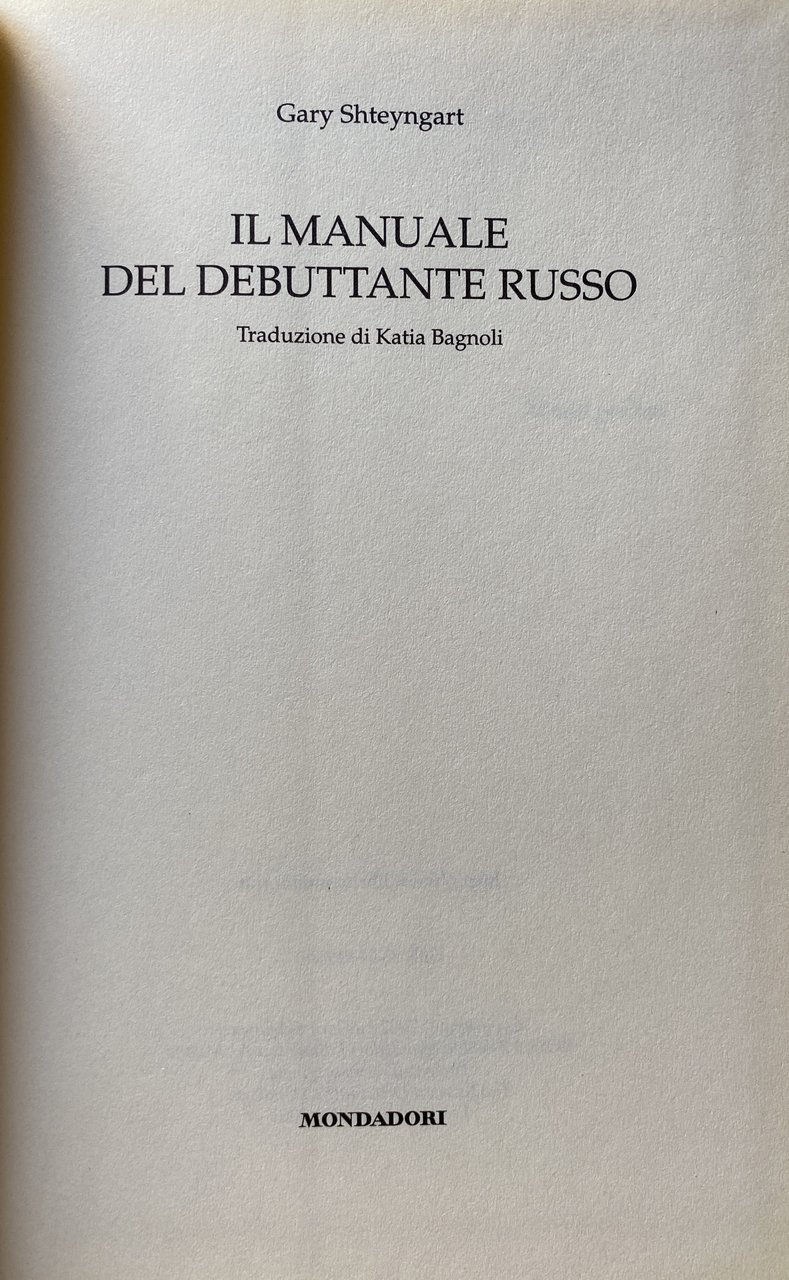 Gary Shteyngart
IL MANUALE
DEL DEBUTTANTE RUSSO
Traduzione di Katia Bagnoli
MONDADORI